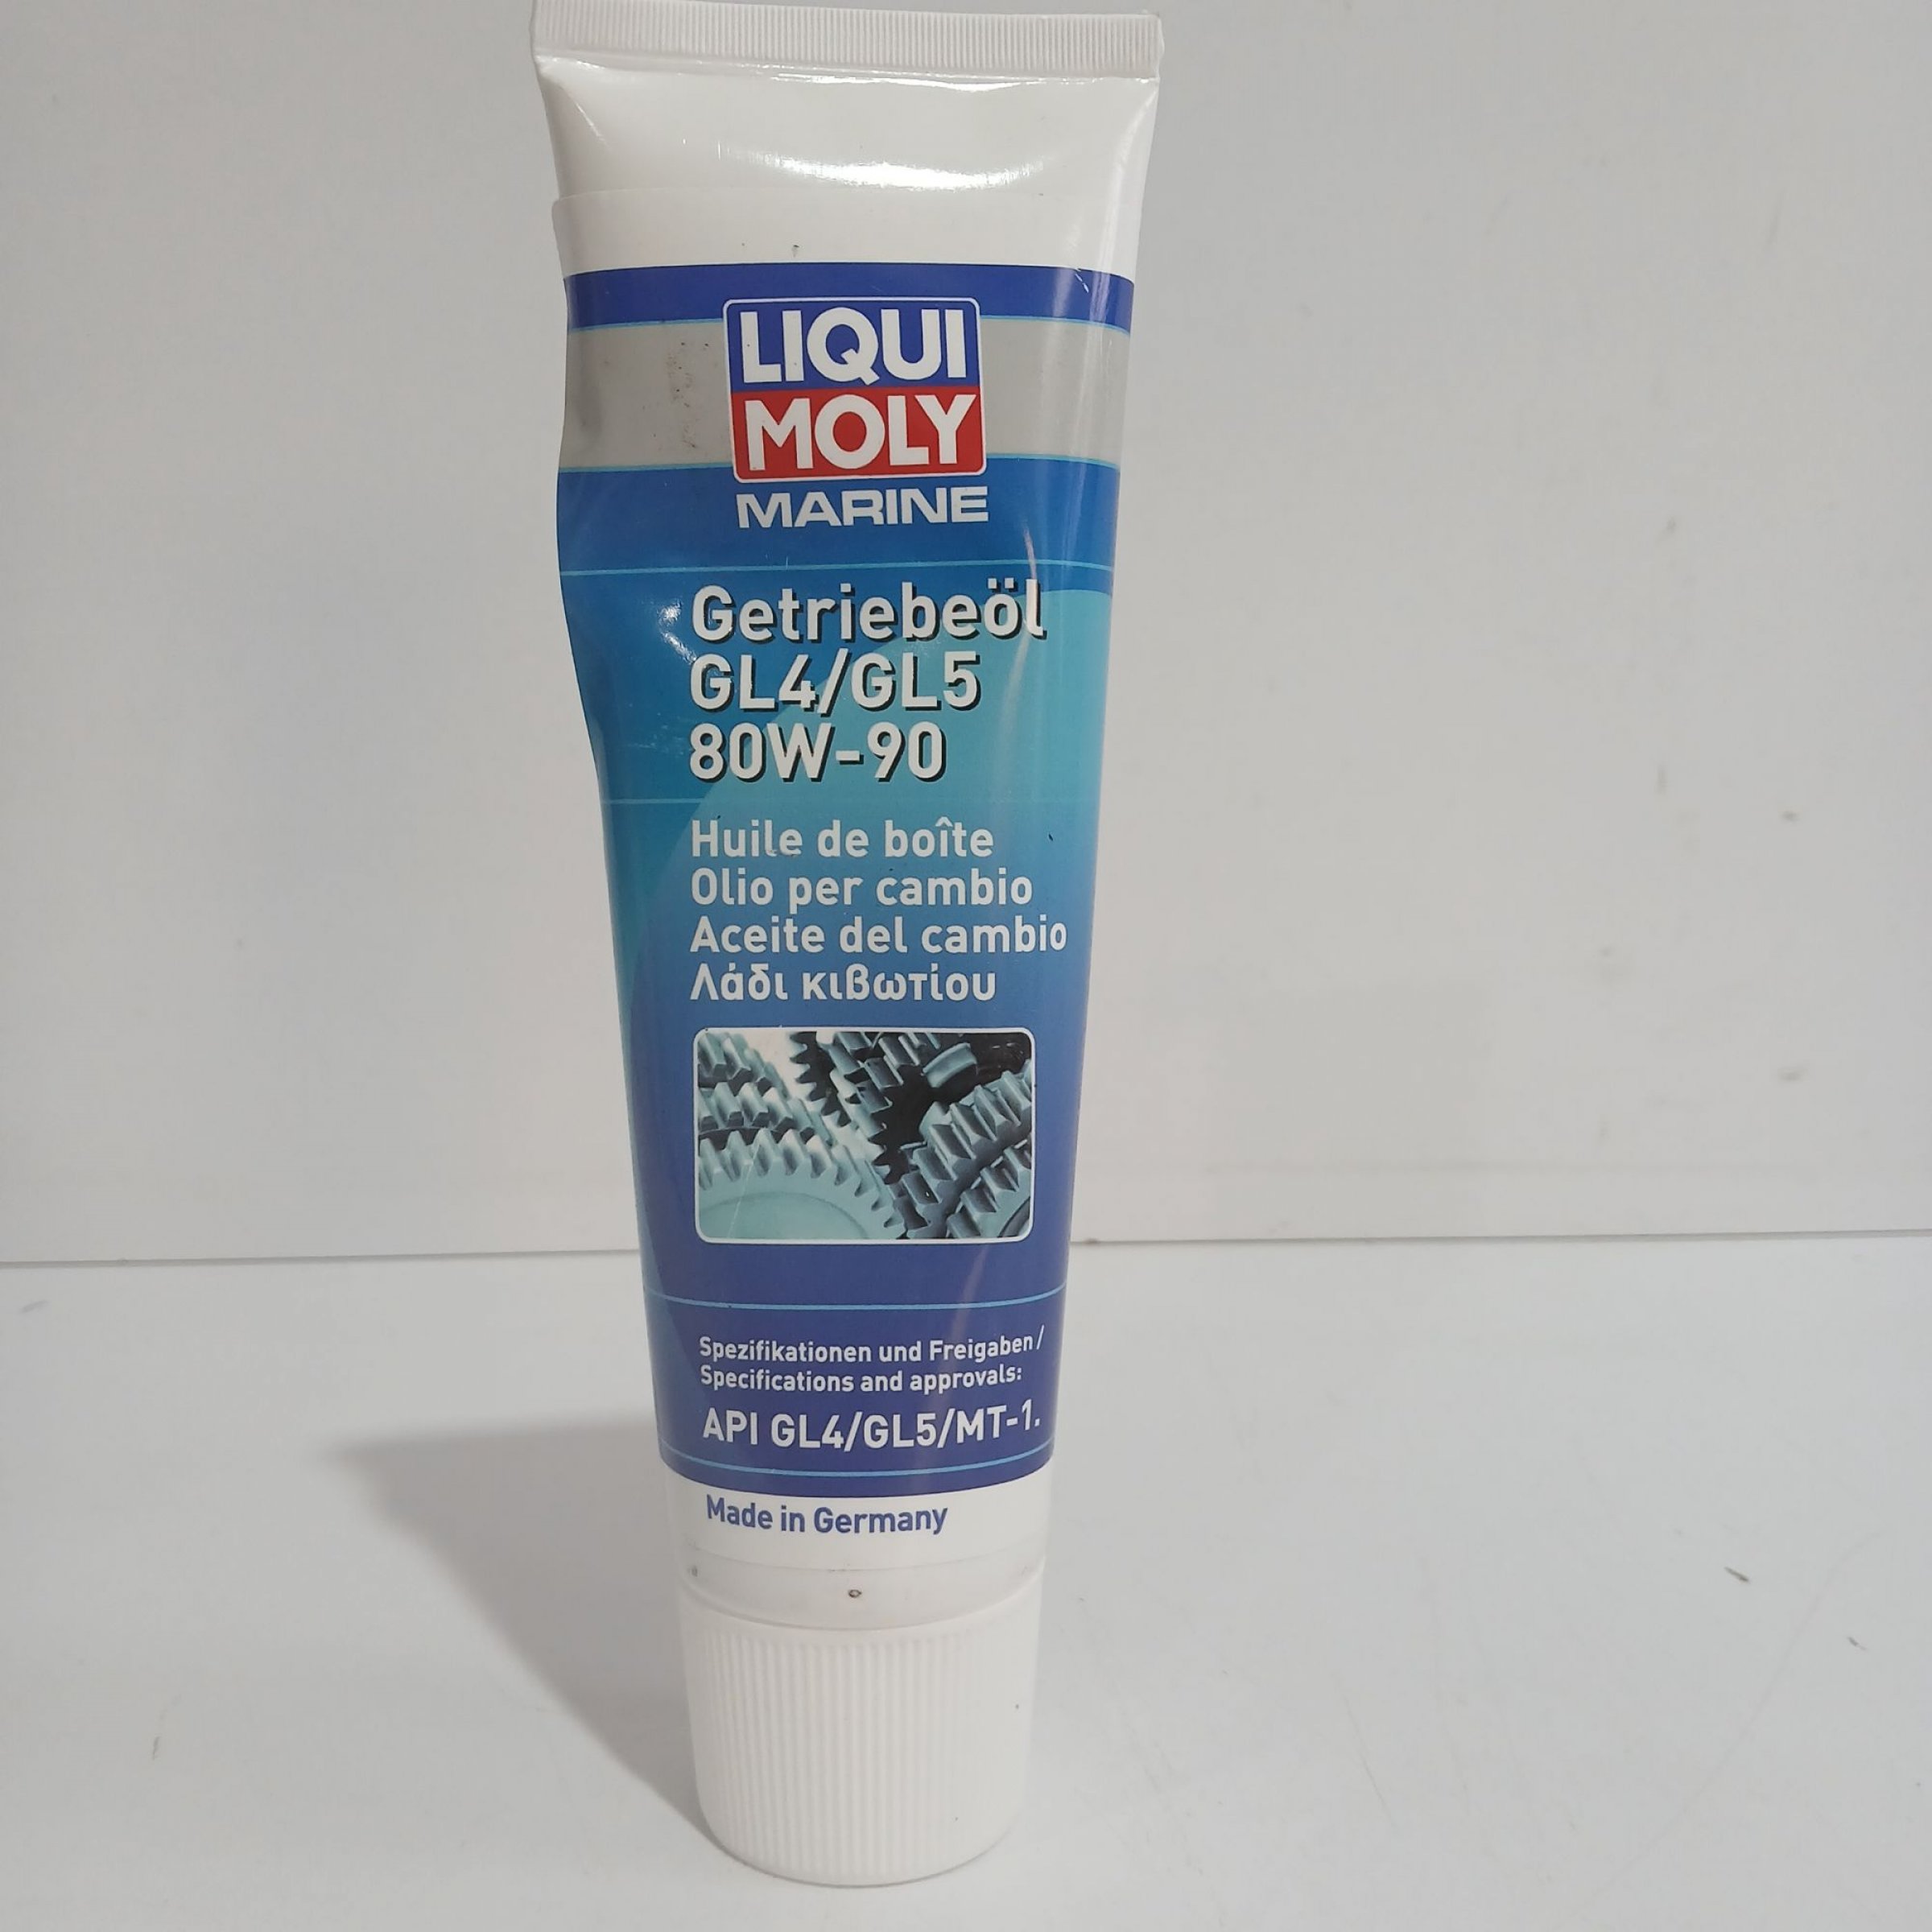 LIQUI
MOLY
MARINE
Getriebeöl
GL4/GL5
80W-90
Huile de boîte
Olio per cambio
Aceite del cambio
Λάδι κιβωτίου
Spezifikationen und Freigaben/
Specifications and approvals:
API GL4/GL5/MT-1.
Made in Germany